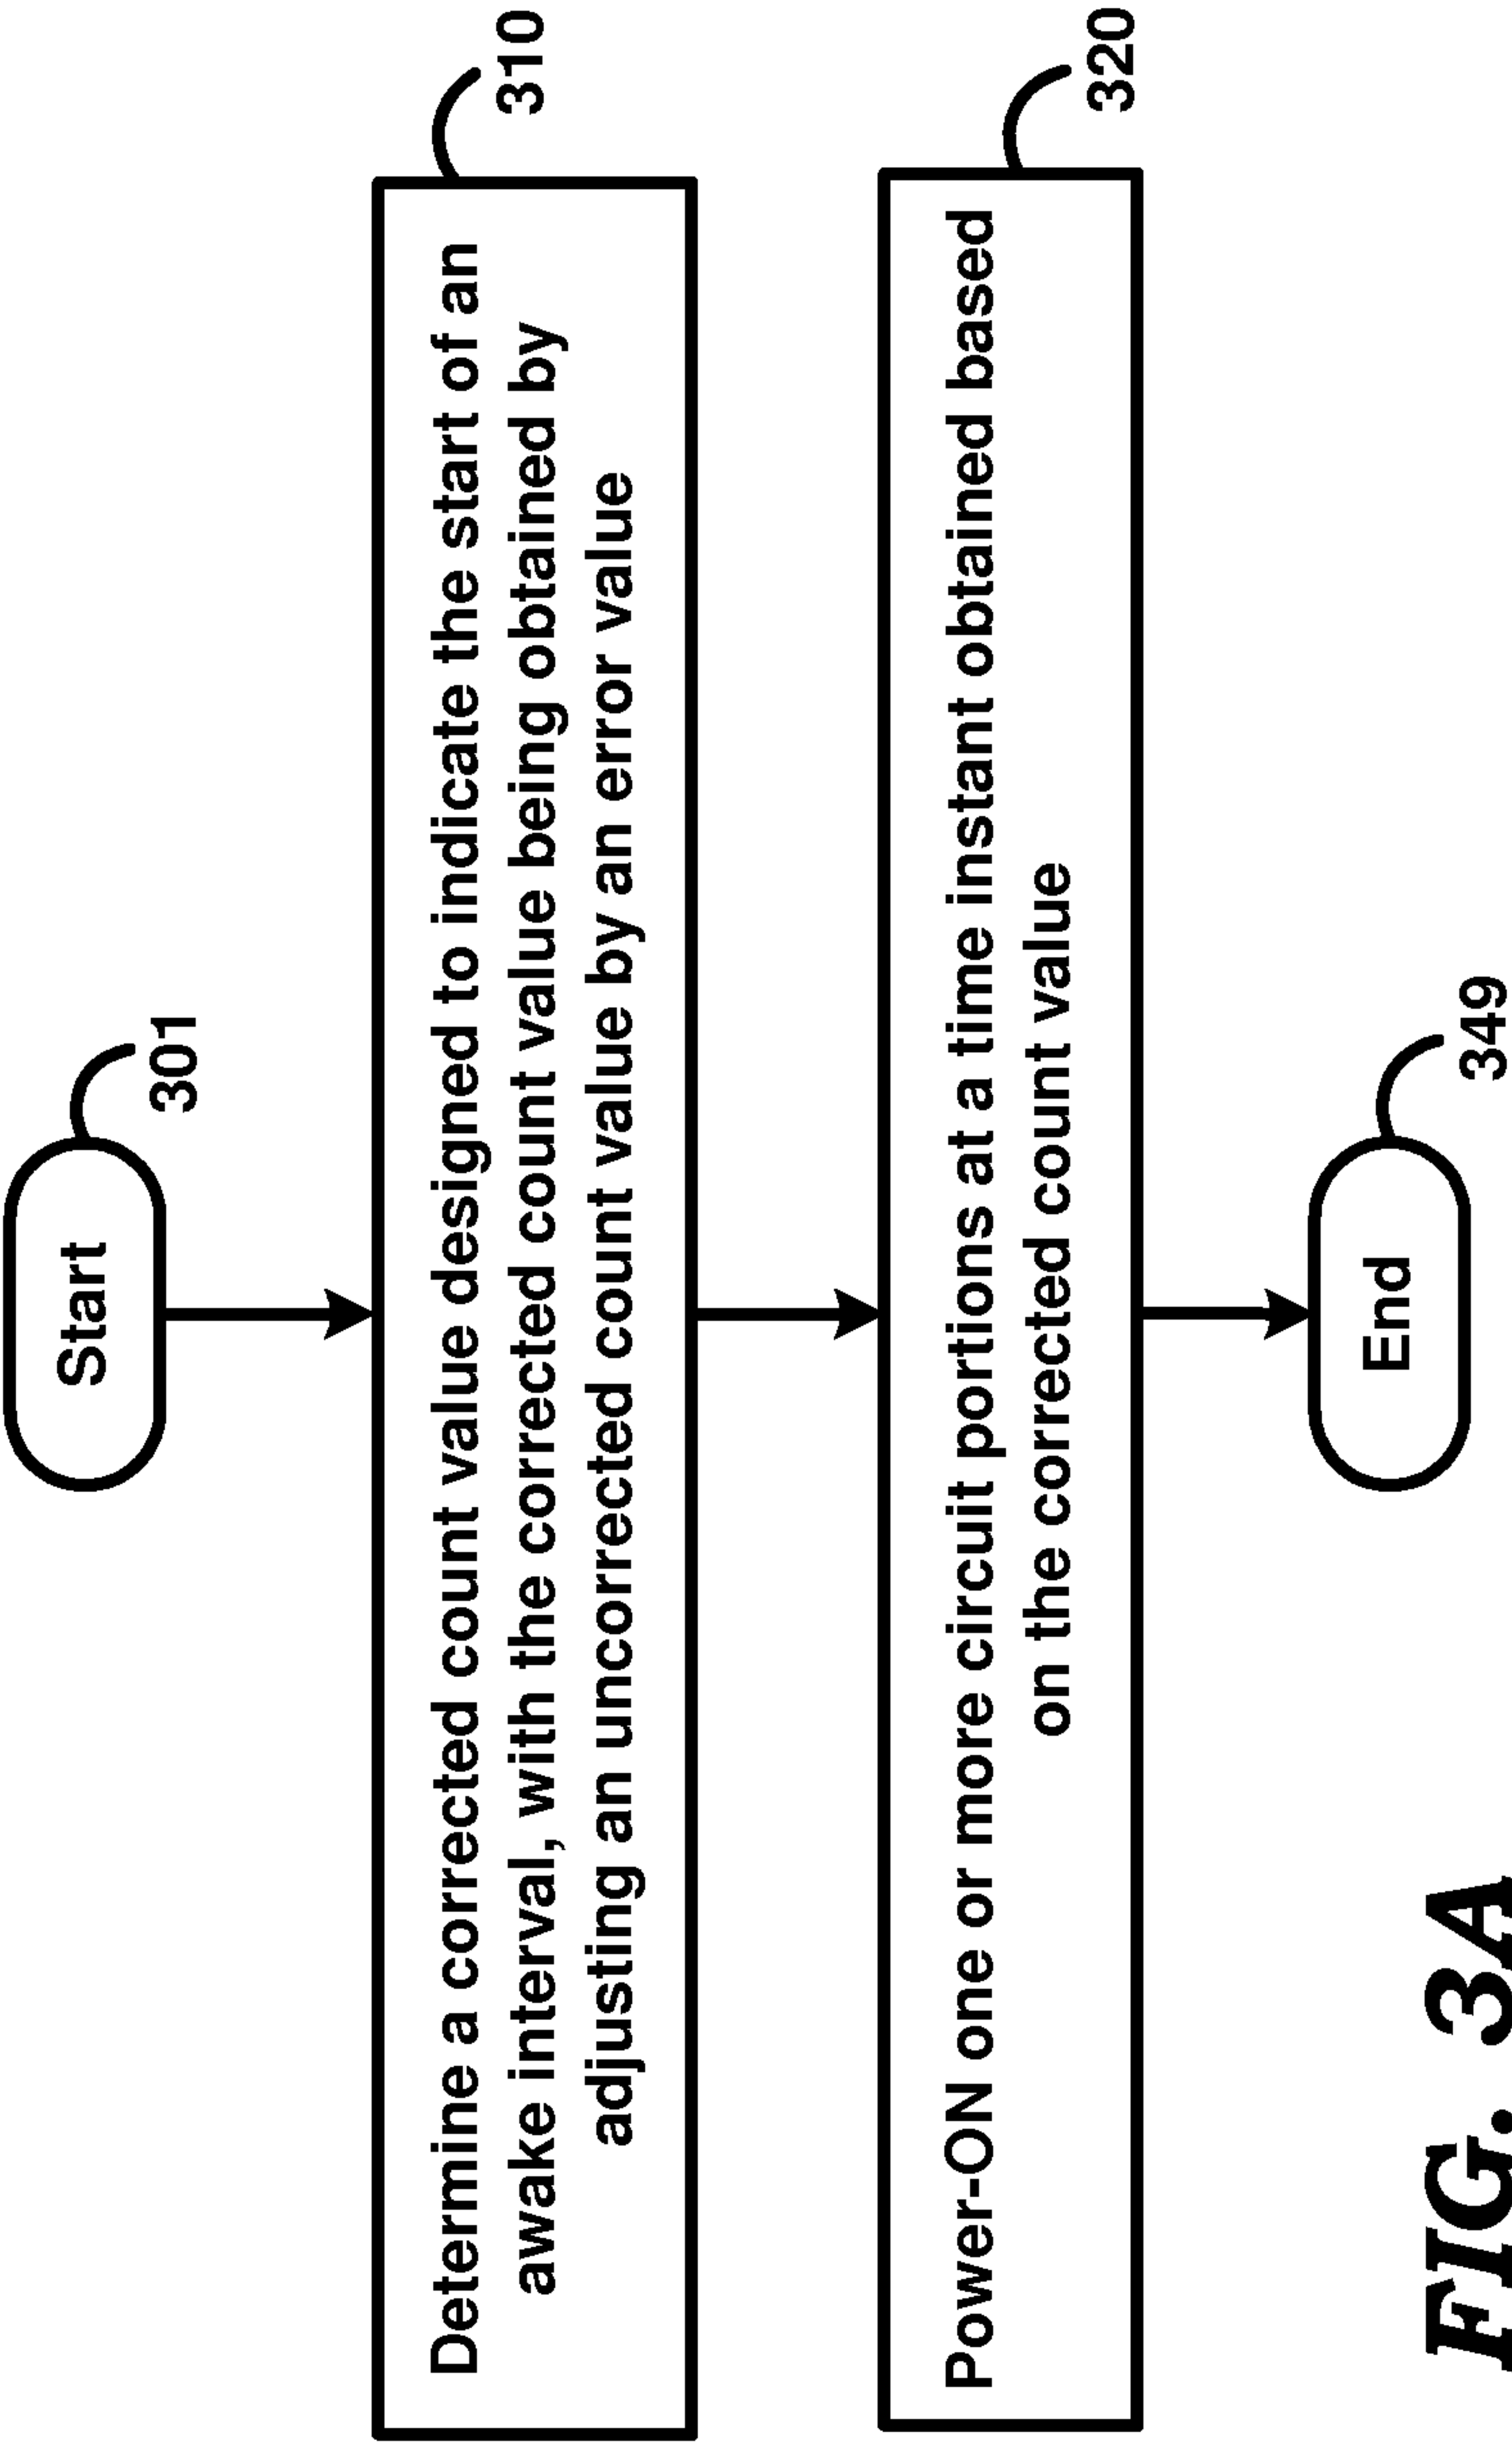 Start
301
Determine a corrected count value designed to indicate the start of an
awake interval, with the corrected count value being obtained by
adjusting an uncorrected count value by an error value
310
Power-ON one or more circuit portions at a time instant obtained based
on the corrected count value
320
End
349
FIG. 3A